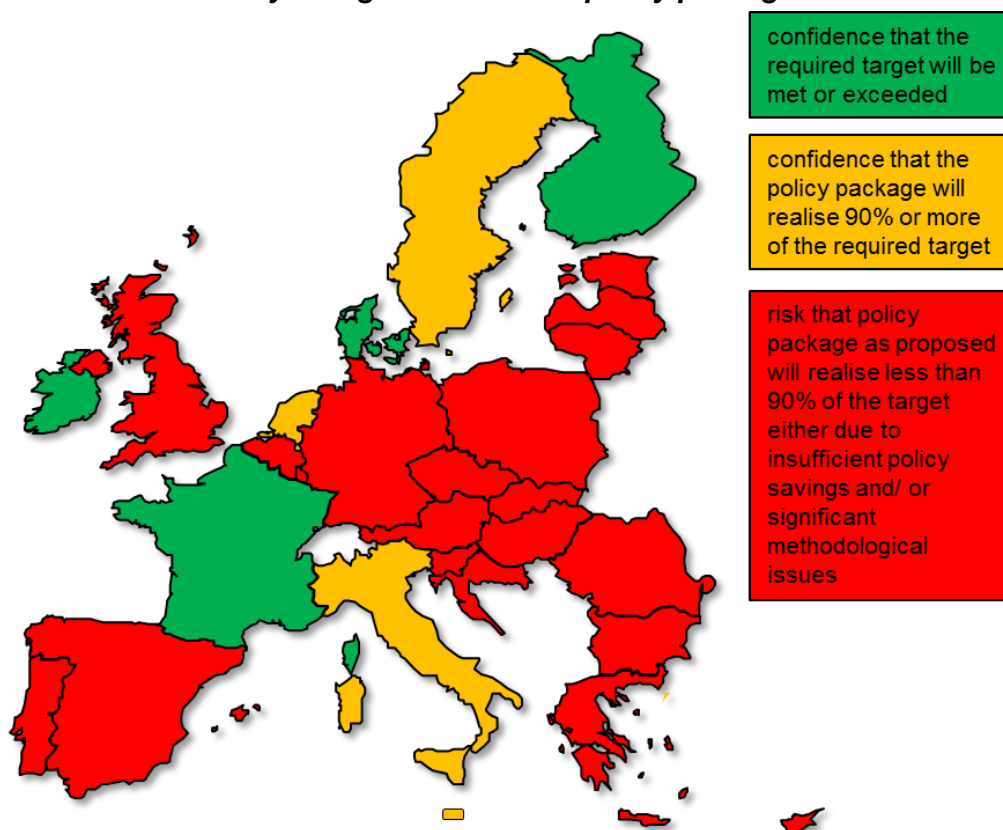 confidence that the
required target will be
met or exceeded
confidence that the
policy package will
realise 90% or more
of the required target
risk that policy
package as proposed
will realise less than
90% of the target
either due to
insufficient policy
savings and/ or
significant
methodological
issues